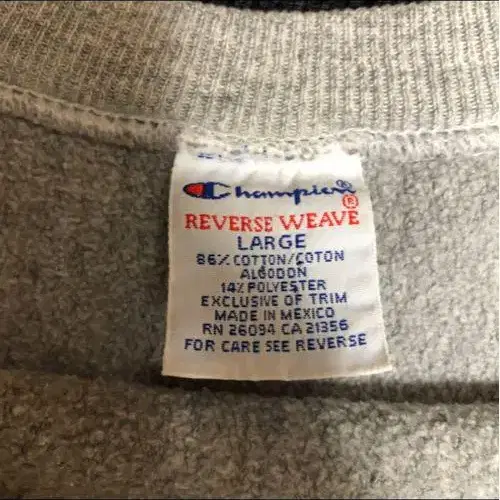 Champion®
®
REVERSE WEAVE
LARGE
86% COTTON/COTON
ALGODON
14% POLYESTER
EXCLUSIVE OF TRIM
MADE IN MEXICO
RN 26094 CA 21356
FOR CARE SEE REVERSE